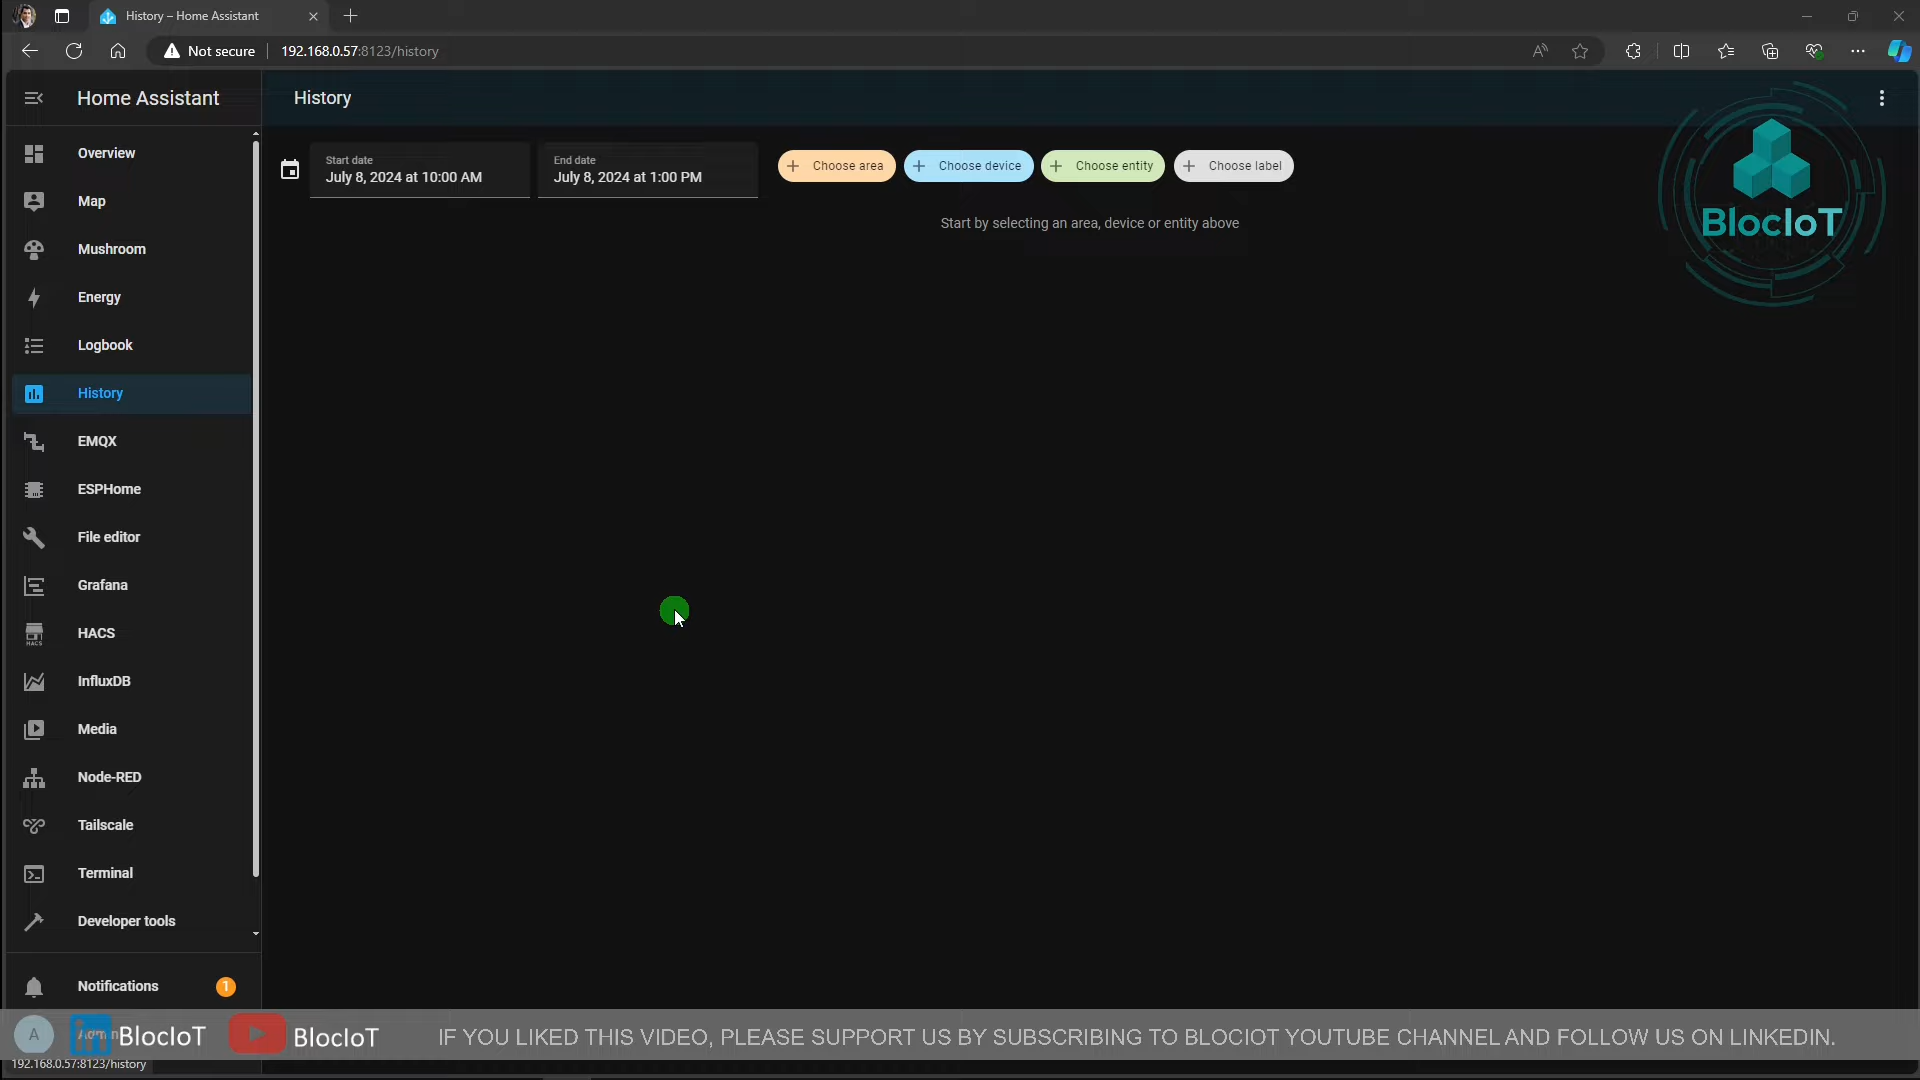 History – Home Assistant
Not secure
192.168.0.57:8123/history
Home Assistant
History
Overview
Map
Mushroom
Energy
Logbook
History
EMQX
ESPHome
File editor
Grafana
HACS
InfluxDB
Media
Node-RED
Tailscale
Terminal
Developer tools
Notifications
1
Start date
July 8, 2024 at 10:00 AM
End date
July 8, 2024 at 1:00 PM
Choose area
Choose device
Choose entity
Choose label
Start by selecting an area, device or entity above
BlocIoT
A
Admin
in BlocIoT
BlocIoT
IF YOU LIKED THIS VIDEO, PLEASE SUPPORT US BY SUBSCRIBING TO BLOCIOT YOUTUBE CHANNEL AND FOLLOW US ON LINKEDIN.
192.168.0.57:8123/history